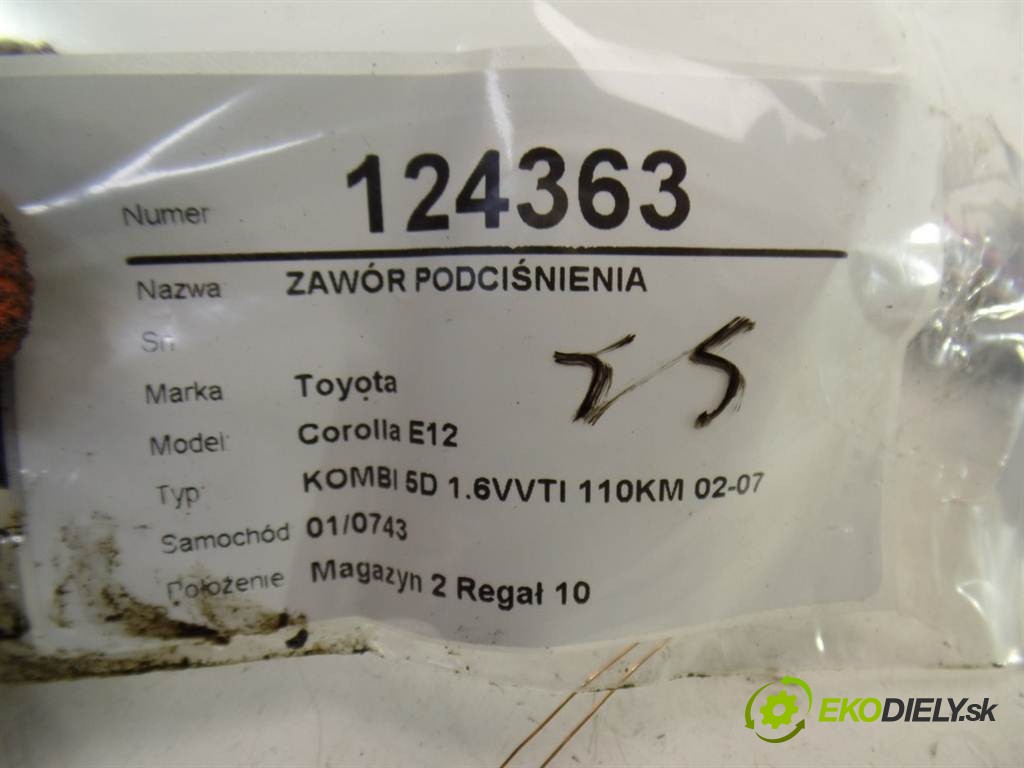 Numer 124363
Nazwa ZAWÓR PODCIŚNIENIA
Sn
Marka Toyota
Model: Corolla E12
Typ KOMBI 5D 1.6VVTI 110KM 02-07
Samochód 01/0743
Położenie Magazyn 2 Regał 10
EKODIELY.sk